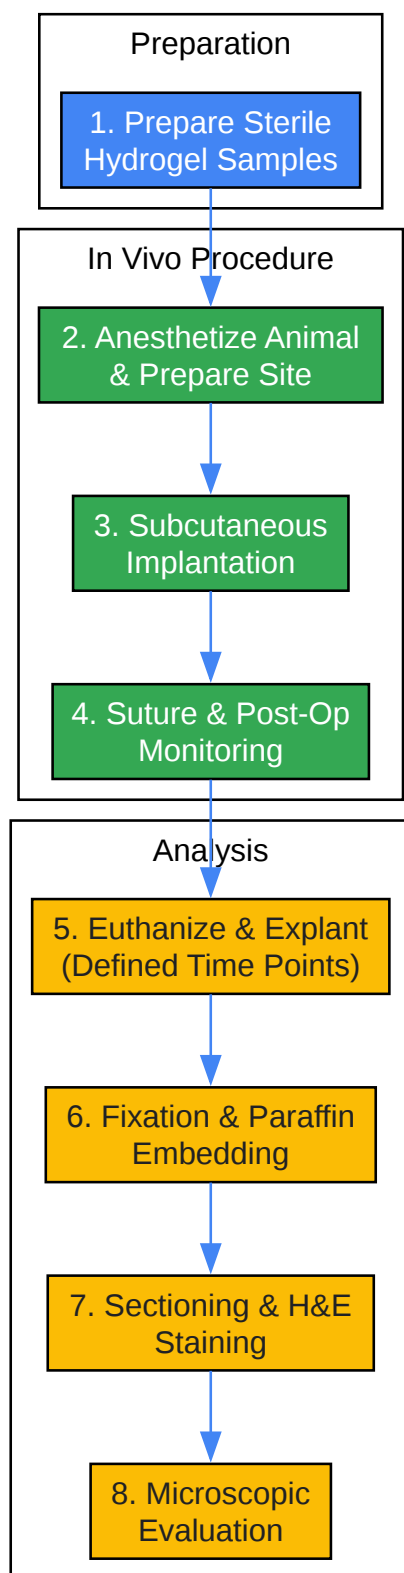 Preparation
1. Prepare Sterile
Hydrogel Samples
In Vivo Procedure
2. Anesthetize Animal
& Prepare Site
3. Subcutaneous
Implantation
4. Suture & Post-Op
Monitoring
Analysis
5. Euthanize & Explant
(Defined Time Points)
6. Fixation & Paraffin
Embedding
7. Sectioning & H&E
Staining
8. Microscopic
Evaluation